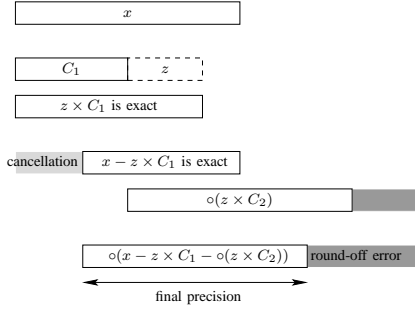 x
C₁ z
z × C₁ is exact
cancellation x − z × C₁ is exact
∘(z × C₂)
∘(x − z × C₁ − ∘(z × C₂)) round-off error
final precision